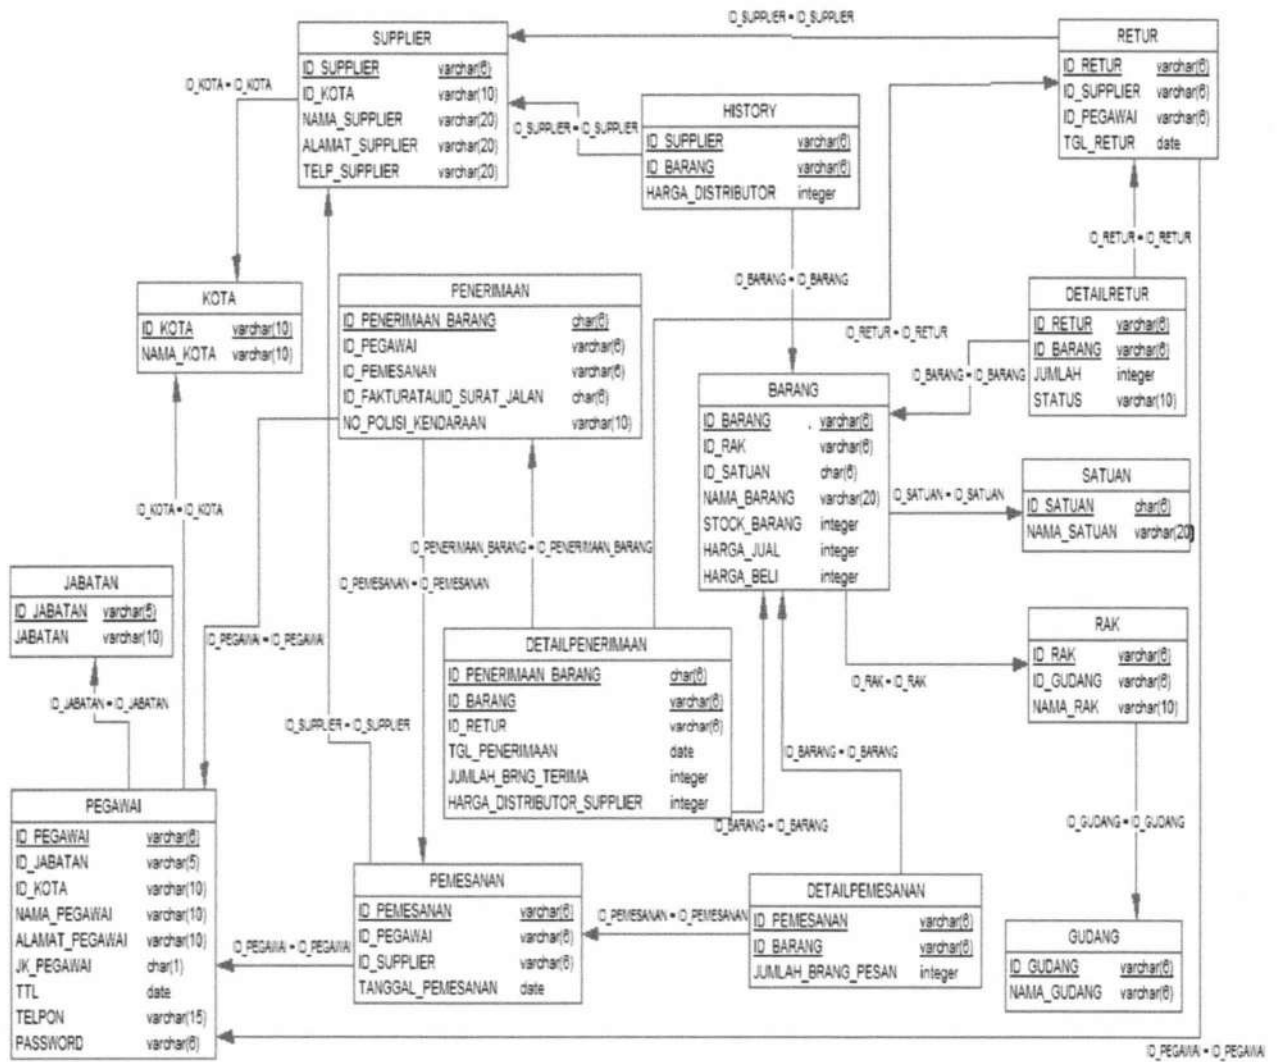 ID_SUPPLIER = ID_SUPPLIER
SUPPLIER
ID_SUPPLIER varchar(6)
ID_KOTA varchar(10)
NAMA_SUPPLIER varchar(20)
ALAMAT_SUPPLIER varchar(20)
TELP_SUPPLIER varchar(20)
RETUR
ID_RETUR varchar(6)
ID_SUPPLIER varchar(6)
ID_PEGAWAI varchar(6)
TGL_RETUR date
ID_KOTA = ID_KOTA
ID_SUPPLIER = ID_SUPPLIER
HISTORY
ID_SUPPLIER varchar(6)
ID_BARANG varchar(6)
HARGA_DISTRIBUTOR integer
ID_RETUR = ID_RETUR
ID_BARANG = ID_BARANG
KOTA
ID_KOTA varchar(10)
NAMA_KOTA varchar(10)
PENERIMAAN
ID_PENERIMAAN_BARANG char(6)
ID_PEGAWAI varchar(6)
ID_PEMESANAN varchar(6)
ID_FAKTURATAUID_SURAT_JALAN char(6)
NO_POLISI_KENDARAAN varchar(10)
DETAILRETUR
ID_RETUR varchar(6)
ID_BARANG varchar(6)
JUMLAH integer
STATUS varchar(10)
ID_RETUR = ID_RETUR
ID_BARANG = ID_BARANG
BARANG
ID_BARANG varchar(6)
ID_RAK varchar(6)
ID_SATUAN char(6)
NAMA_BARANG varchar(20)
STOCK_BARANG integer
HARGA_JUAL integer
HARGA_BELI integer
ID_SATUAN = ID_SATUAN
SATUAN
ID_SATUAN char(6)
NAMA_SATUAN varchar(20)
ID_KOTA = ID_KOTA
ID_PENERIMAAN_BARANG = ID_PENERIMAAN_BARANG
ID_PEMESANAN = ID_PEMESANAN
JABATAN
ID_JABATAN varchar(5)
JABATAN varchar(10)
ID_PEGAWAI = ID_PEGAWAI
ID_JABATAN = ID_JABATAN
DETAILPENERIMAAN
ID_PENERIMAAN_BARANG char(6)
ID_BARANG varchar(6)
ID_RETUR varchar(6)
TGL_PENERIMAAN date
JUMLAH_BRNG_TERIMA integer
HARGA_DISTRIBUTOR_SUPPLIER integer
RAK
ID_RAK varchar(6)
ID_GUDANG varchar(6)
NAMA_RAK varchar(10)
ID_RAK = ID_RAK
ID_SUPPLIER = ID_SUPPLIER
ID_BARANG = ID_BARANG
ID_BARANG = ID_BARANG
ID_GUDANG = ID_GUDANG
PEGAWAI
ID_PEGAWAI varchar(6)
ID_JABATAN varchar(5)
ID_KOTA varchar(10)
NAMA_PEGAWAI varchar(10)
ALAMAT_PEGAWAI varchar(10)
JK_PEGAWAI char(1)
TTL date
TELPON varchar(15)
PASSWORD varchar(6)
PEMESANAN
ID_PEMESANAN varchar(6)
ID_PEGAWAI varchar(6)
ID_SUPPLIER varchar(6)
TANGGAL_PEMESANAN date
ID_PEGAWAI = ID_PEGAWAI
ID_PEMESANAN = ID_PEMESANAN
DETAILPEMESANAN
ID_PEMESANAN varchar(6)
ID_BARANG varchar(6)
JUMLAH_BRANG_PESAN integer
GUDANG
ID_GUDANG varchar(6)
NAMA_GUDANG varchar(6)
ID_PEGAWAI = ID_PEGAWAI